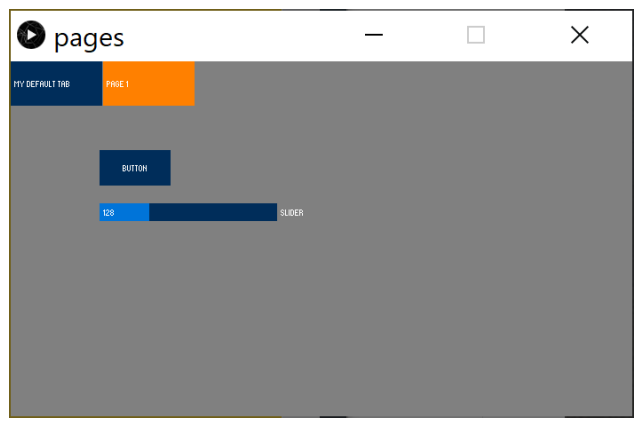 pages
MY DEFAULT TAB
PAGE 1
BUTTON
128
SLIDER